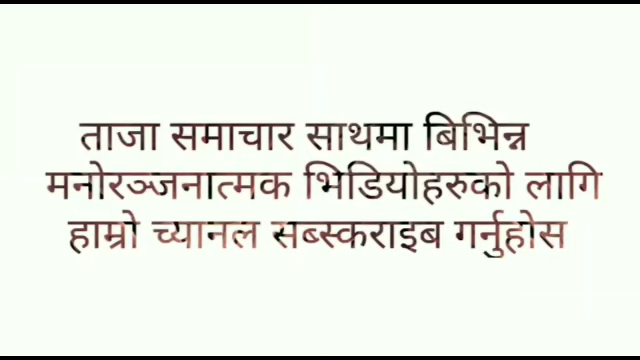 ताजा समाचार साथमा बिभिन्न
मनोरञ्जनात्मक भिडियोहरुको लागि
हाम्रो च्यानल सब्स्कराइब गर्नुहोस